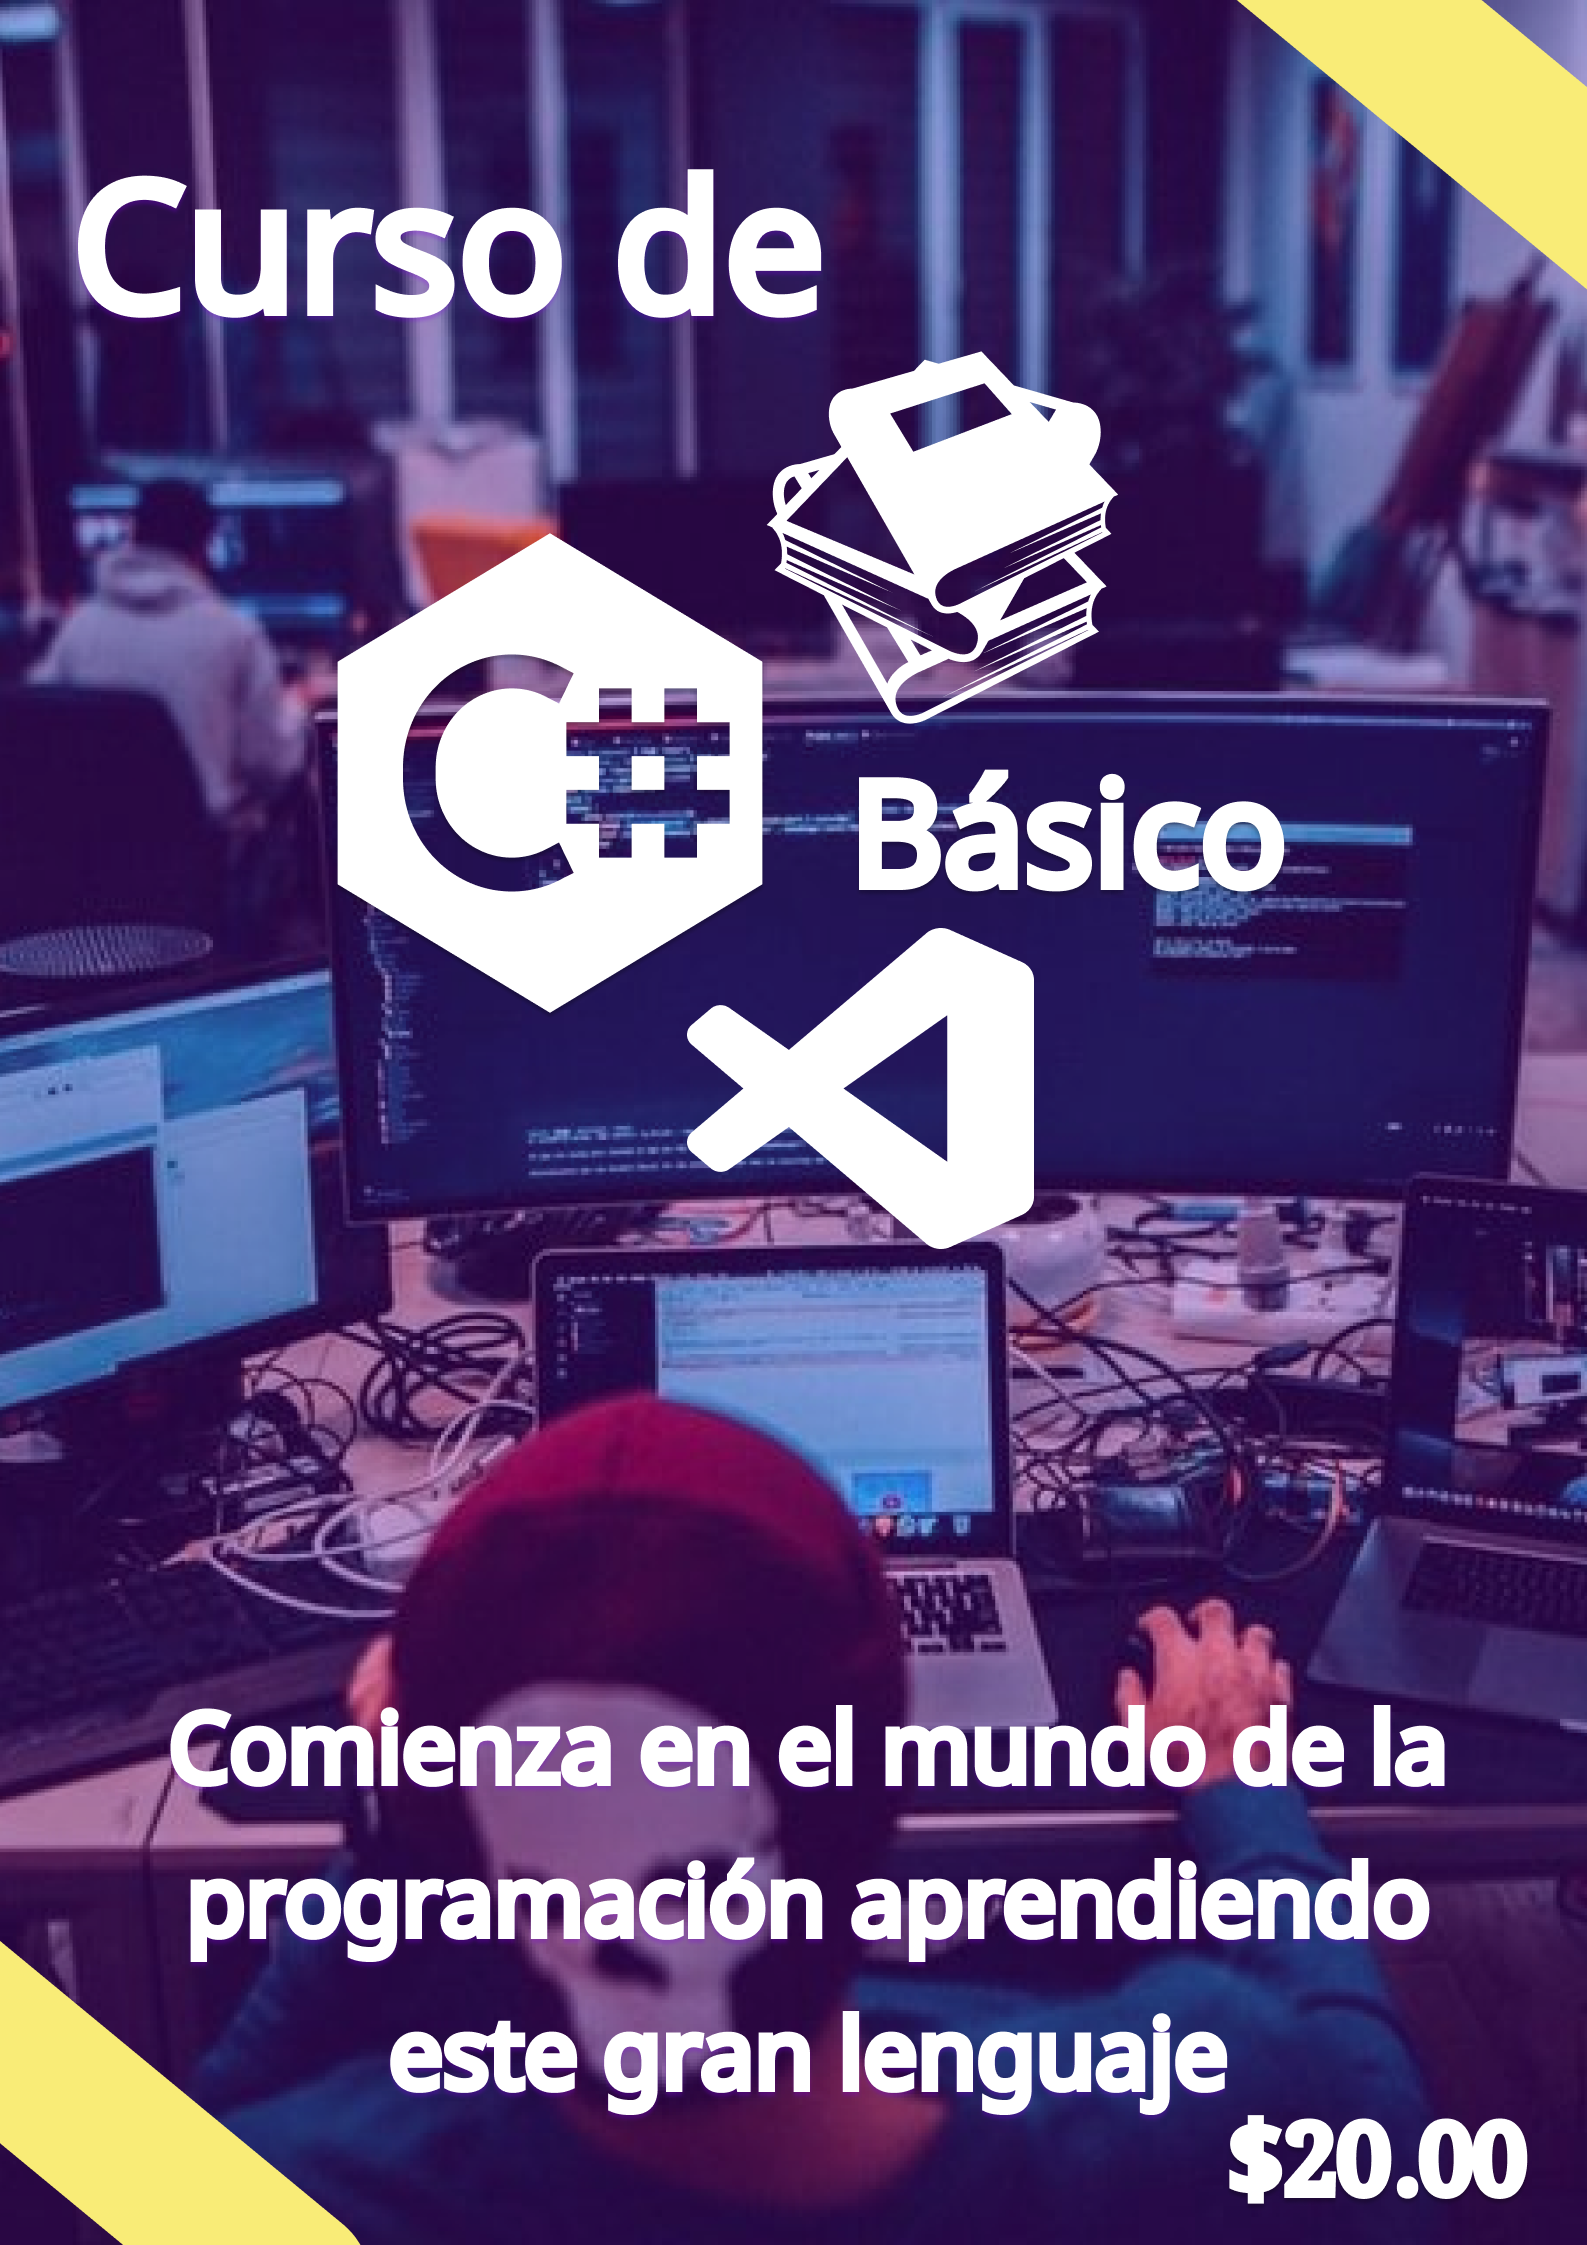 Curso de
C#
Básico
Comienza en el mundo de la
programación aprendiendo
este gran lenguaje
$20.00